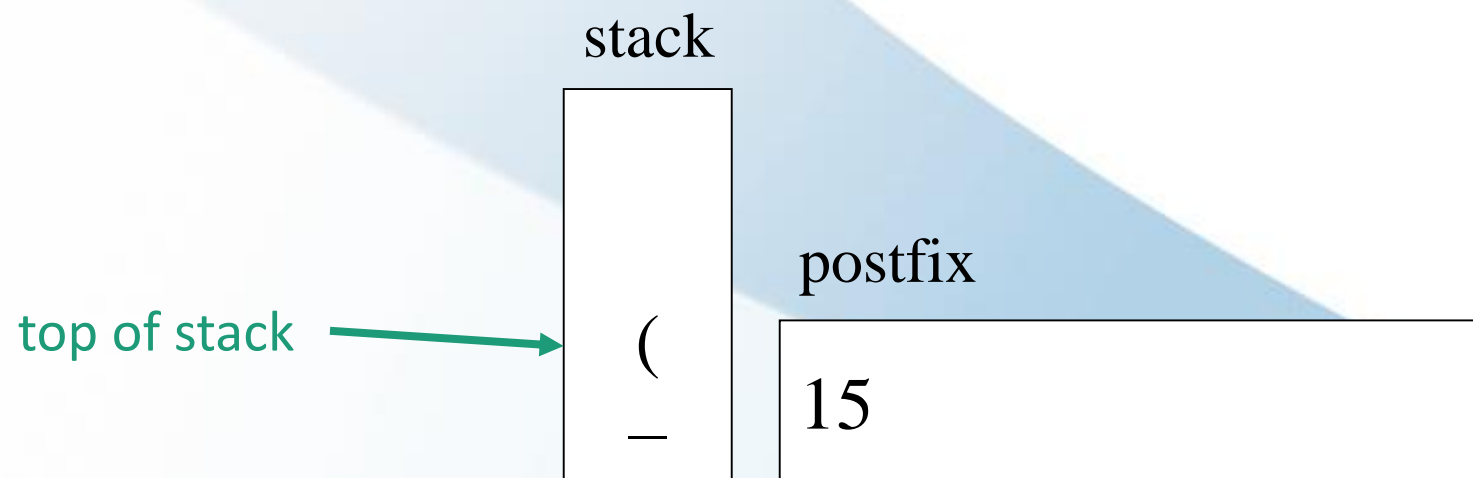 stack
postfix
top of stack
(
15
–